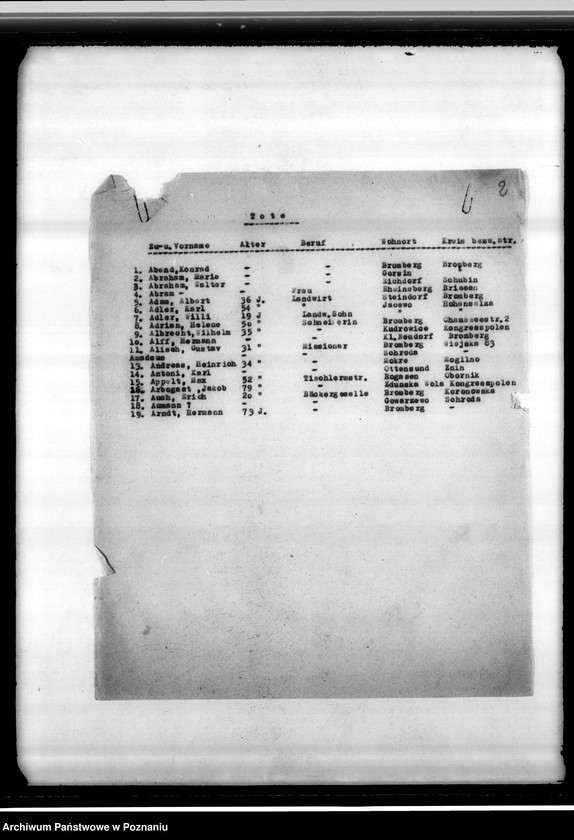 2
Tote
Zu-u. Vorname Alter Beruf Wohnort Kreis bezw. Str.
1. Abend,Konrad - - Bromberg Bromberg
2. Abraham, Marie - - Gorsin
3. Abraham, Walter - - Eichdorf Schubin
4. Abram - - Frau Rheinsberg Briesen
5. Adam, Albert 36 J. Landwirt Steindorf Bromberg
6. Adler, Karl 54 " " Jacewo Hohensalza
7. Adler, Willi 19 J Landw.Sohn "
8. Adrian, Helene 50 " Schneiderin Bromberg Chausseestr.2
9. Albrecht,Wilhelm 35 " - Kudrowice Kongresspolen
10. Alff, Hermann - Kl.Neudorf Bromberg
11. Alisch, Gustav 31 " Missioner Bromberg Wiejska 83
Amadeus - Schroda -
13. Andreas, Heinrich 34 " - Mokre Mogilno
14. Antoni, Karl - - Ottensund Znin
15. Appelt, Max 52 " Tischlermstr. Rogasen Obornik
16. Arbogast ,Jakob 79 " - Zdunska Wola Kongresspolen
17. Aush, Erich 20 " Bäckergeselle Bromberg Koronowska
18. Aumann ? - - Gowarzewo Schroda
19. Arndt, Hermann 73 J. - Bromberg -
Archiwum Państwowe w Poznaniu